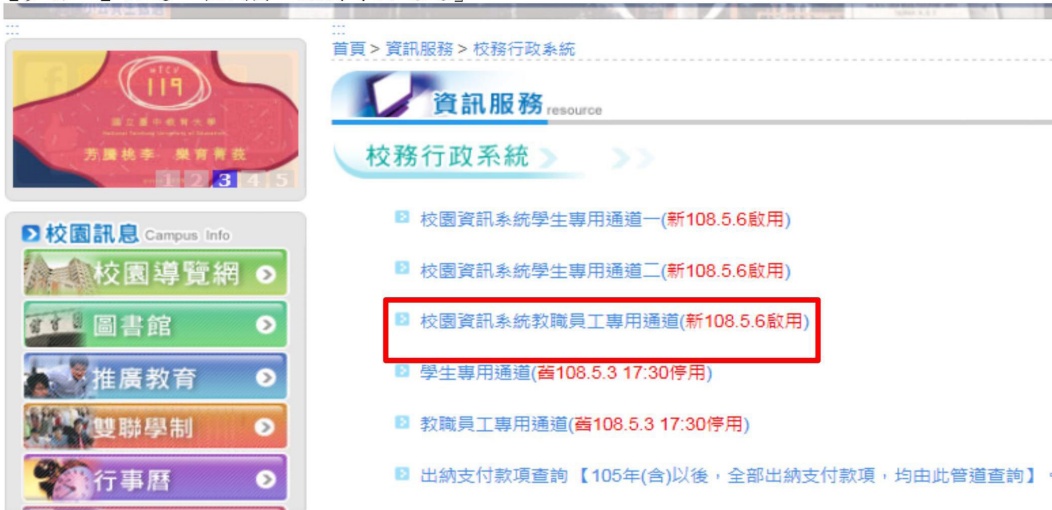 :::
119
國立臺中教育大學
芳騰桃李 樂育菁莪
1 2 3 4 5
校園訊息 Campus Info
校園導覽網
圖書館
推廣教育
雙聯學制
行事曆
:::
首頁 > 資訊服務 > 校務行政系統
資訊服務 resource
校務行政系統
校園資訊系統學生專用通道一(新108.5.6啟用)
校園資訊系統學生專用通道二(新108.5.6啟用)
校園資訊系統教職員工專用通道(新108.5.6啟用)
學生專用通道(舊108.5.3 17:30停用)
教職員工專用通道(舊108.5.3 17:30停用)
出納支付款項查詢【105年(含)以後，全部出納支付款項，均由此管道查詢】。